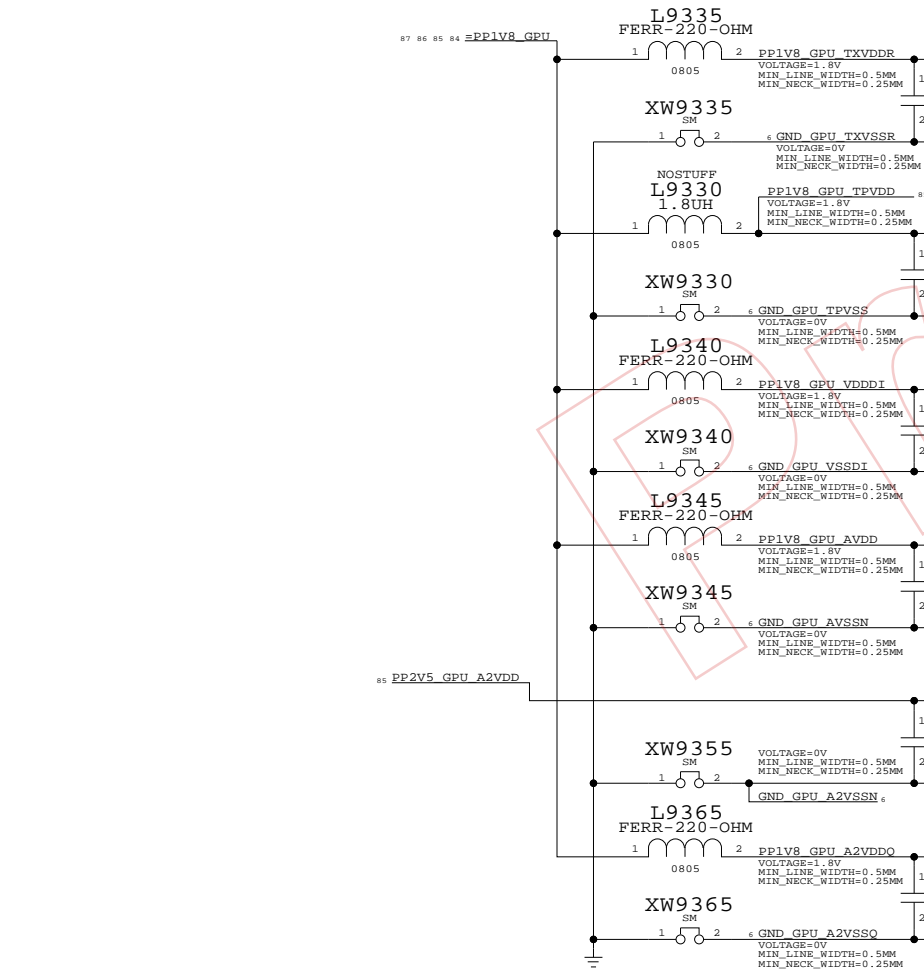 L9335
FERR-220-OHM
87 86 85 84 =PP1V8_GPU
1 2 PP1V8_GPU_TXVDDR
0805
VOLTAGE=1.8V
MIN_LINE_WIDTH=0.5MM
MIN_NECK_WIDTH=0.25MM
1
2
XW9335
SM
1 2 6 GND_GPU_TXVSSR
VOLTAGE=0V
MIN_LINE_WIDTH=0.5MM
MIN_NECK_WIDTH=0.25MM
NOSTUFF
L9330
1.8UH
PP1V8_GPU_TPVDD 8
VOLTAGE=1.8V
MIN_LINE_WIDTH=0.5MM
MIN_NECK_WIDTH=0.25MM
1 2
0805
1
2
XW9330
SM
1 2 6 GND_GPU_TPVSS
VOLTAGE=0V
MIN_LINE_WIDTH=0.5MM
MIN_NECK_WIDTH=0.25MM
L9340
FERR-220-OHM
1 2 PP1V8_GPU_VDDDI
0805
VOLTAGE=1.8V
MIN_LINE_WIDTH=0.5MM
MIN_NECK_WIDTH=0.25MM
1
2
XW9340
SM
1 2 6 GND_GPU_VSSDI
VOLTAGE=0V
MIN_LINE_WIDTH=0.5MM
MIN_NECK_WIDTH=0.25MM
L9345
FERR-220-OHM
1 2 PP1V8_GPU_AVDD
0805
VOLTAGE=1.8V
MIN_LINE_WIDTH=0.5MM
MIN_NECK_WIDTH=0.25MM
1
2
XW9345
SM
1 2 6 GND_GPU_AVSSN
VOLTAGE=0V
MIN_LINE_WIDTH=0.5MM
MIN_NECK_WIDTH=0.25MM
85 PP2V5_GPU_A2VDD
1
2
XW9355
SM
1 2
VOLTAGE=0V
MIN_LINE_WIDTH=0.5MM
MIN_NECK_WIDTH=0.25MM
GND_GPU_A2VSSN 6
L9365
FERR-220-OHM
1 2 PP1V8_GPU_A2VDDQ
0805
VOLTAGE=1.8V
MIN_LINE_WIDTH=0.5MM
MIN_NECK_WIDTH=0.25MM
1
2
XW9365
SM
1 2 6 GND_GPU_A2VSSQ
VOLTAGE=0V
MIN_LINE_WIDTH=0.5MM
MIN_NECK_WIDTH=0.25MM
Pr